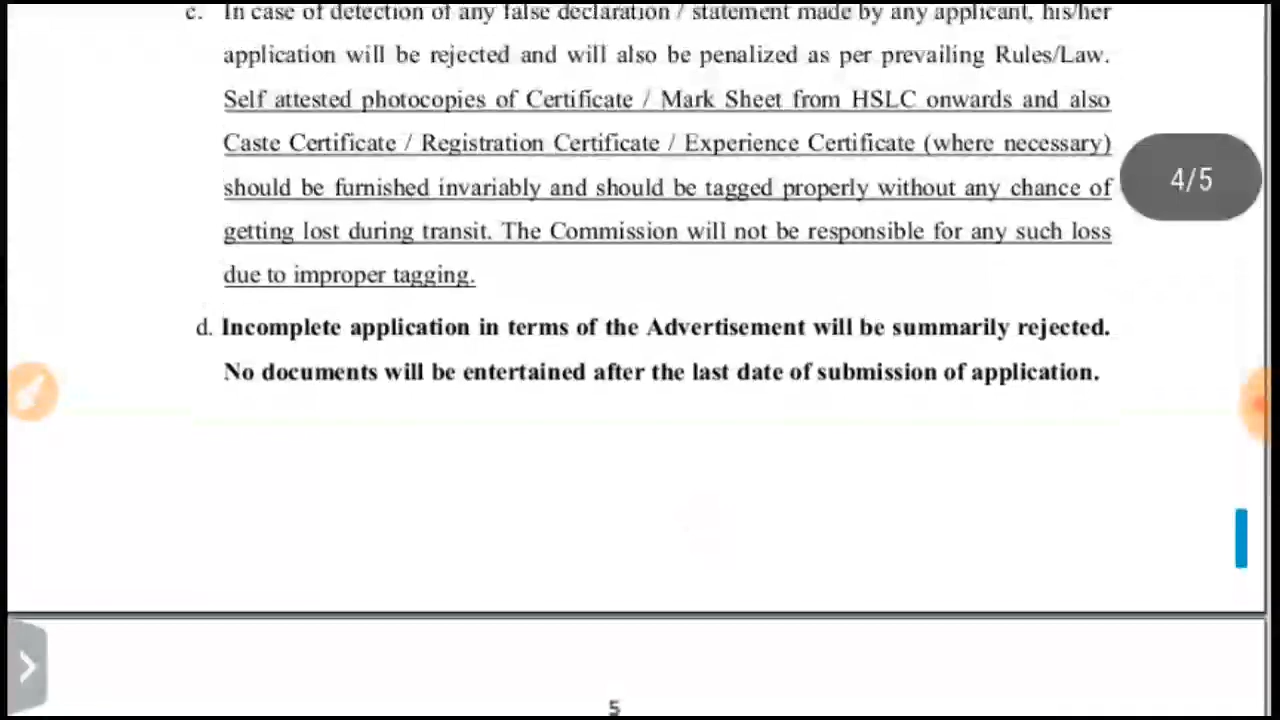 c. In case of detection of any false declaration / statement made by any applicant, his/her
application will be rejected and will also be penalized as per prevailing Rules/Law.
Self attested photocopies of Certificate / Mark Sheet from HSLC onwards and also
Caste Certificate / Registration Certificate / Experience Certificate (where necessary)
should be furnished invariably and should be tagged properly without any chance of
getting lost during transit. The Commission will not be responsible for any such loss
due to improper tagging.
4/5
d. Incomplete application in terms of the Advertisement will be summarily rejected.
No documents will be entertained after the last date of submission of application.
5